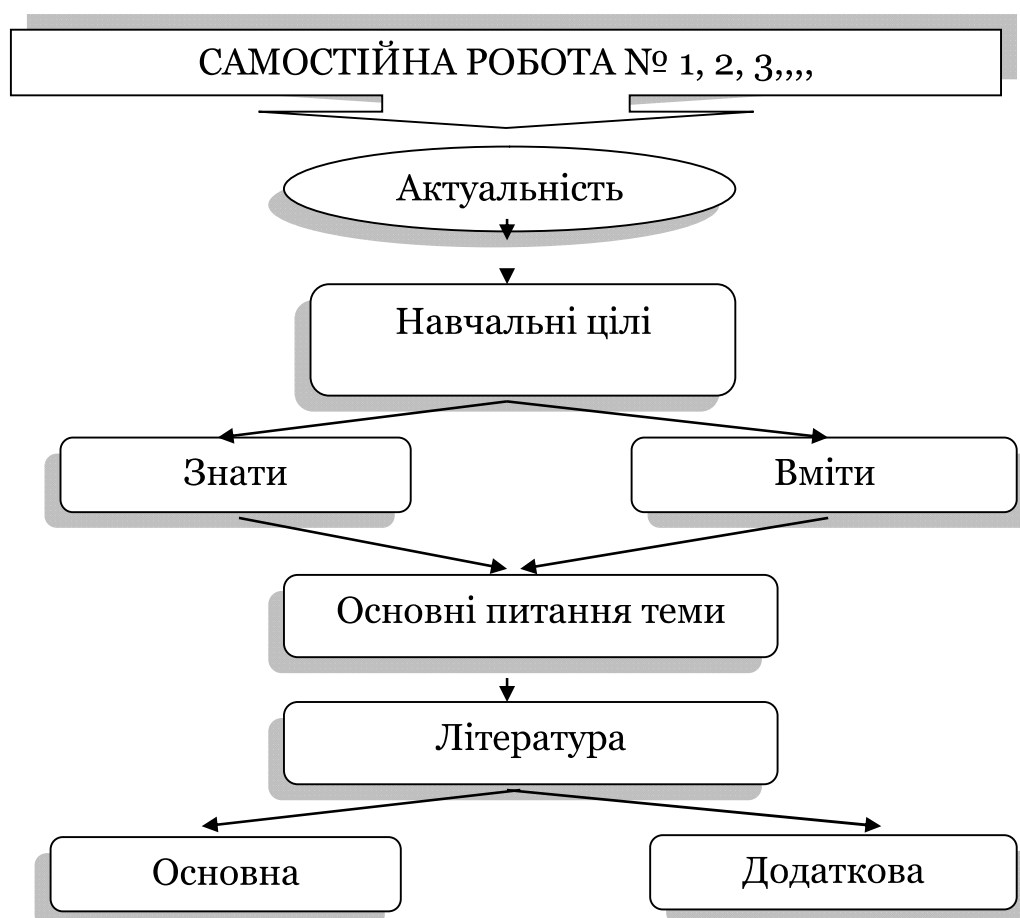 САМОСТІЙНА РОБОТА № 1, 2, 3,,,,
Актуальність
Навчальні цілі
Знати
Вміти
Основні питання теми
Література
Основна
Додаткова